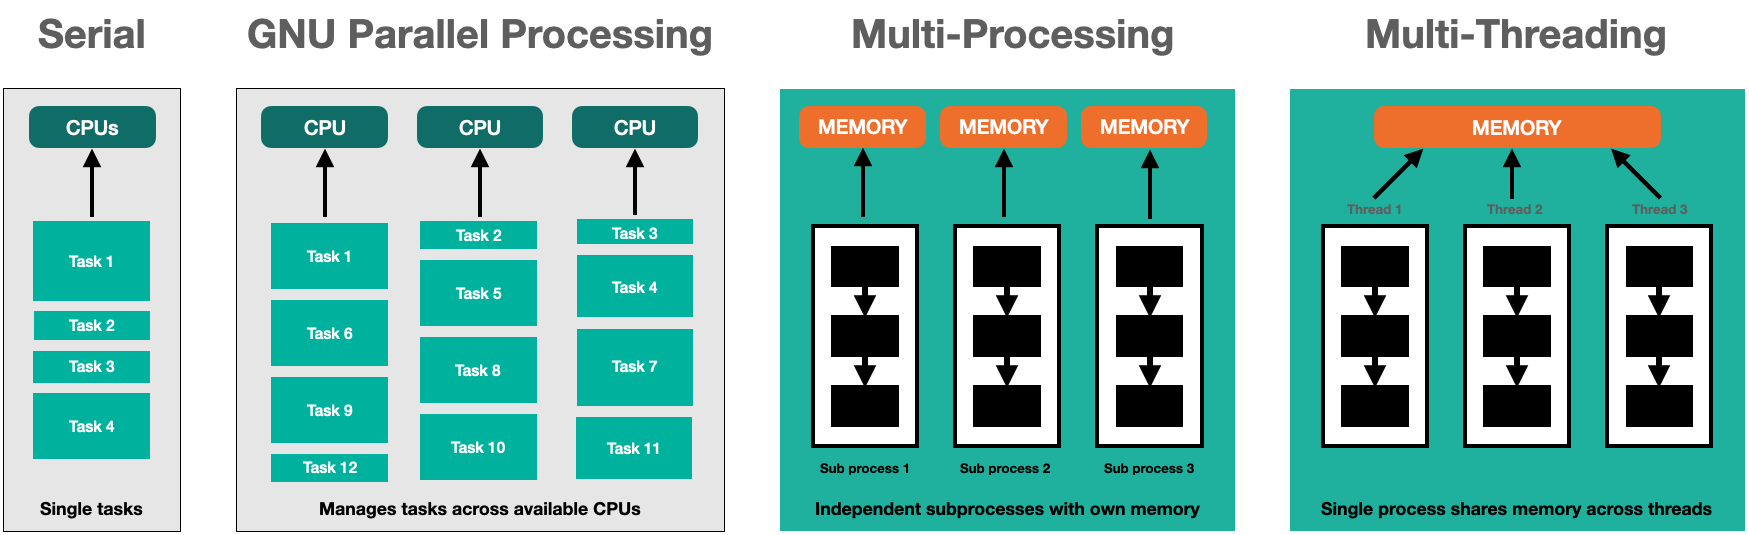 Serial
CPUs
Task 1
Task 2
Task 3
Task 4
Single tasks
GNU Parallel Processing
CPU
CPU
CPU
Task 1
Task 6
Task 9
Task 12
Task 2
Task 5
Task 8
Task 10
Task 3
Task 4
Task 7
Task 11
Manages tasks across available CPUs
Multi-Processing
MEMORY
MEMORY
MEMORY
Sub process 1
Sub process 2
Sub process 3
Independent subprocesses with own memory
Multi-Threading
MEMORY
Thread 1
Thread 2
Thread 3
Single process shares memory across threads